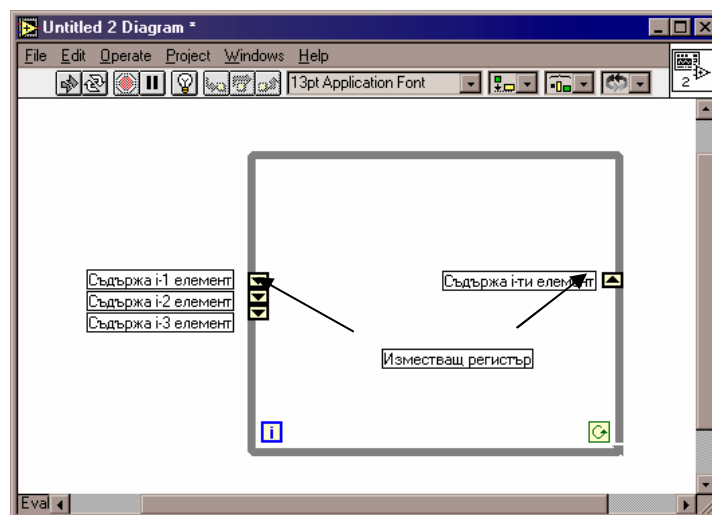 Untitled 2 Diagram *
File Edit Operate Project Windows Help
13pt Application Font
2
Съдържа i-1 елемент
Съдържа i-2 елемент
Съдържа i-3 елемент
Съдържа i-ти елемент
Изместващ регистър
i
Eval